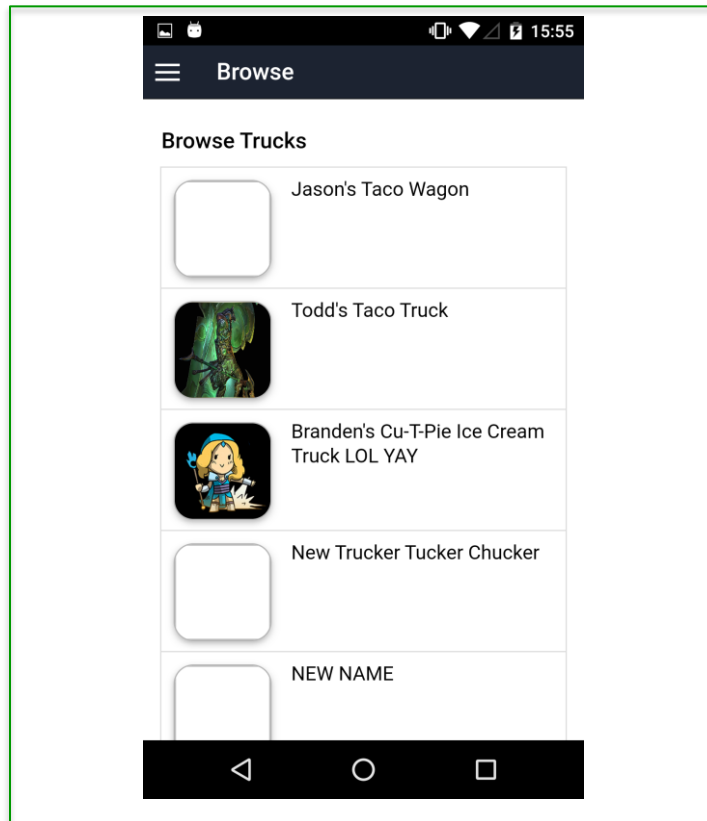 15:55
Browse
Browse Trucks
Jason's Taco Wagon
Todd's Taco Truck
Branden's Cu-T-Pie Ice Cream
Truck LOL YAY
New Trucker Tucker Chucker
NEW NAME